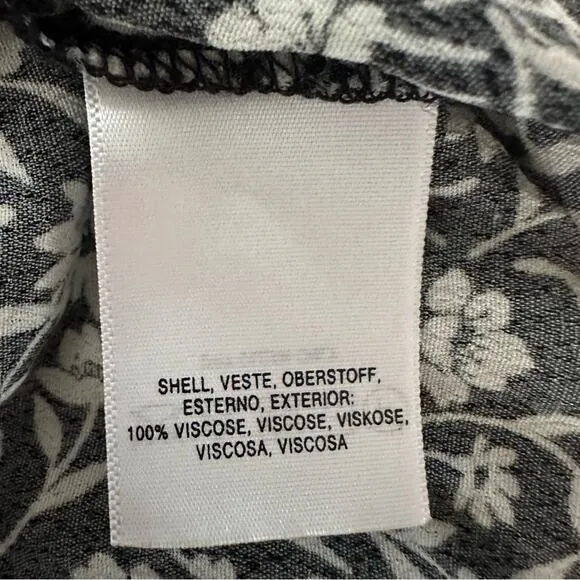 SHELL, VESTE, OBERSTOFF,
ESTERNO, EXTERIOR:
100% VISCOSE, VISCOSE, VISKOSE,
VISCOSA, VISCOSA